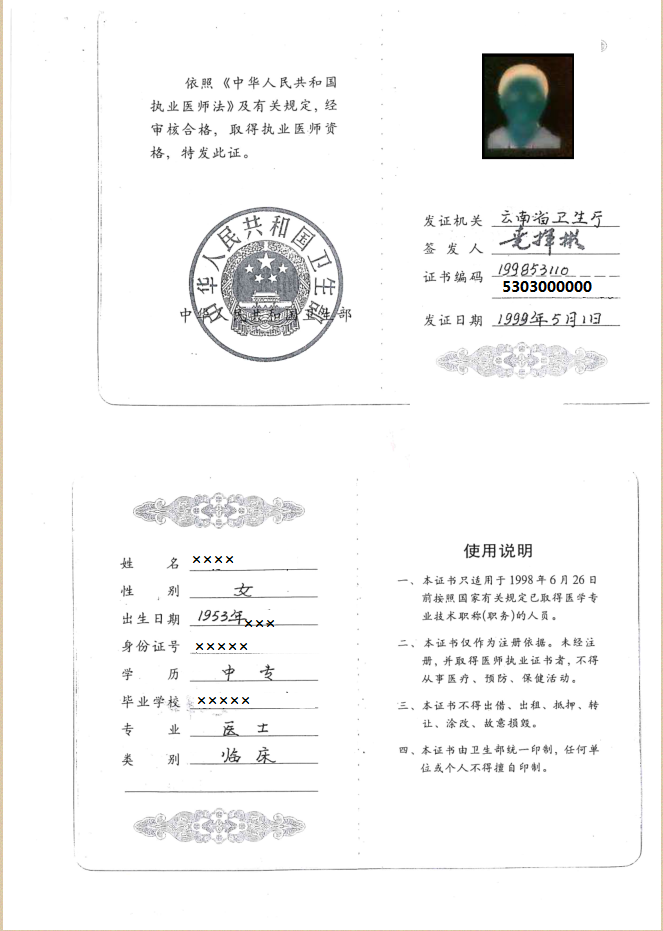 依照《中华人民共和国
执业医师法》及有关规定,经
审核合格,取得执业医师资
格,特发此证。
中华人民共和国卫生部
中华人民共和国卫生部
发证机关 云南省卫生厅
签发人
证书编码 199853110
5303000000
发证日期 1999年5月1日
姓名 ××××
性别 女
出生日期 1953年×××
身份证号 ×××××
学历 中专
毕业学校 ×××××
专业 医士
类别 临床
使用说明
一、本证书只适用于1998年6月26日
前按照国家有关规定已取得医学专
业技术职称(职务)的人员。
二、本证书仅作为注册依据。未经注
册,并取得医师执业证书者,不得
从事医疗、预防、保健活动。
三、本证书不得出借、出租、抵押、转
让、涂改、故意损毁。
四、本证书由卫生部统一印制,任何单
位或个人不得擅自印制。